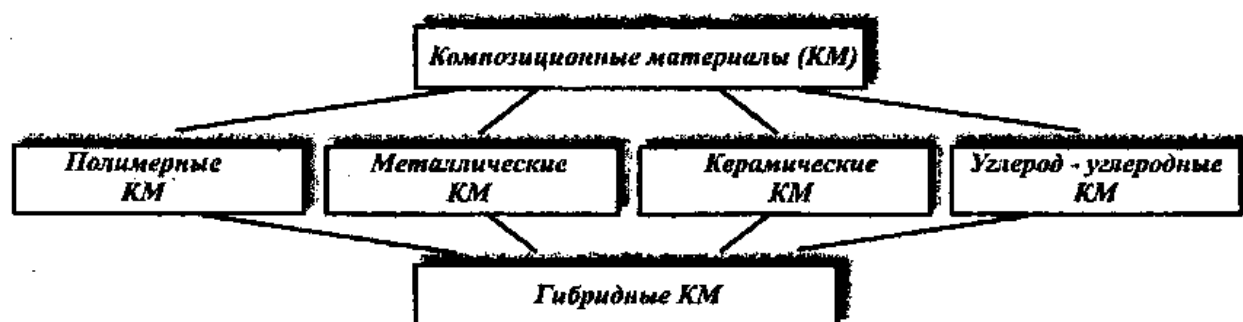 Композиционные материалы (КМ)
Полимерные
КМ
Металлические
КМ
Керамические
КМ
Углерод - углеродные
КМ
Гибридные КМ